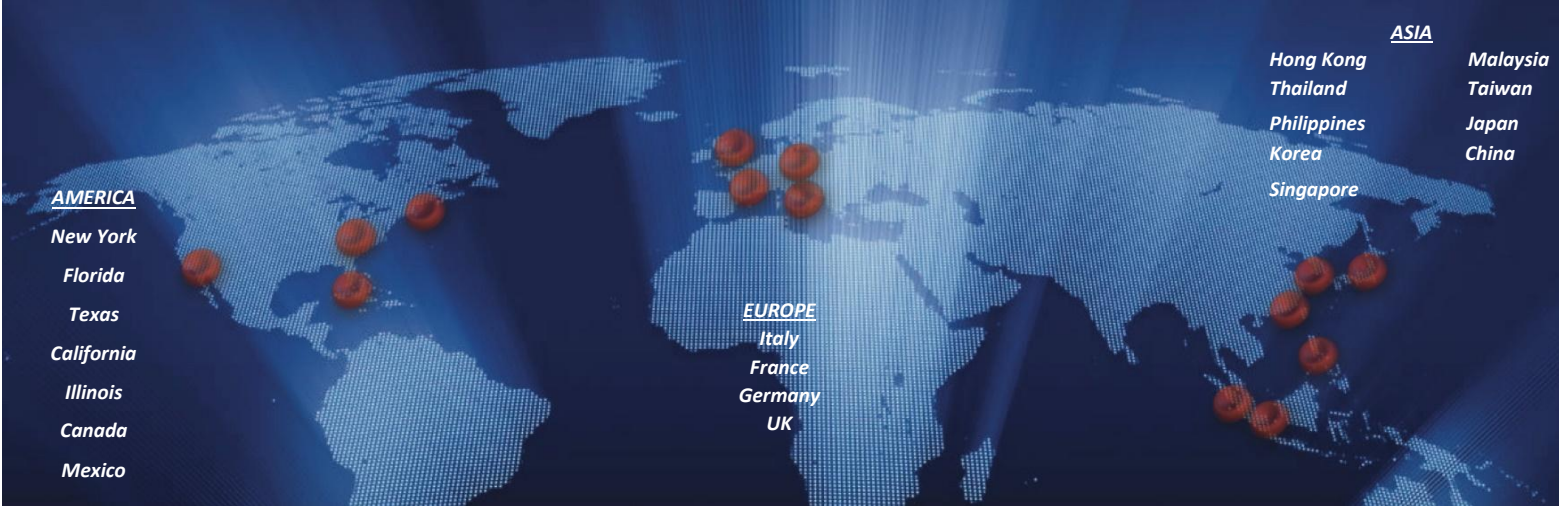 AMERICA
New York
Florida
Texas
California
Illinois
Canada
Mexico
EUROPE
Italy
France
Germany
UK
ASIA
Hong Kong Malaysia
Thailand Taiwan
Philippines Japan
Korea China
Singapore